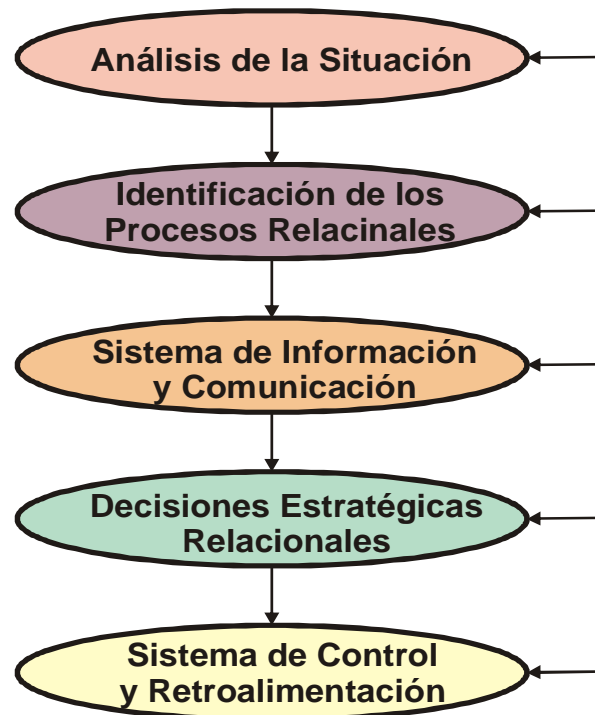 Análisis de la Situación
Identificación de los
Procesos Relacinales
Sistema de Información
y Comunicación
Decisiones Estratégicas
Relacionales
Sistema de Control
y Retroalimentación